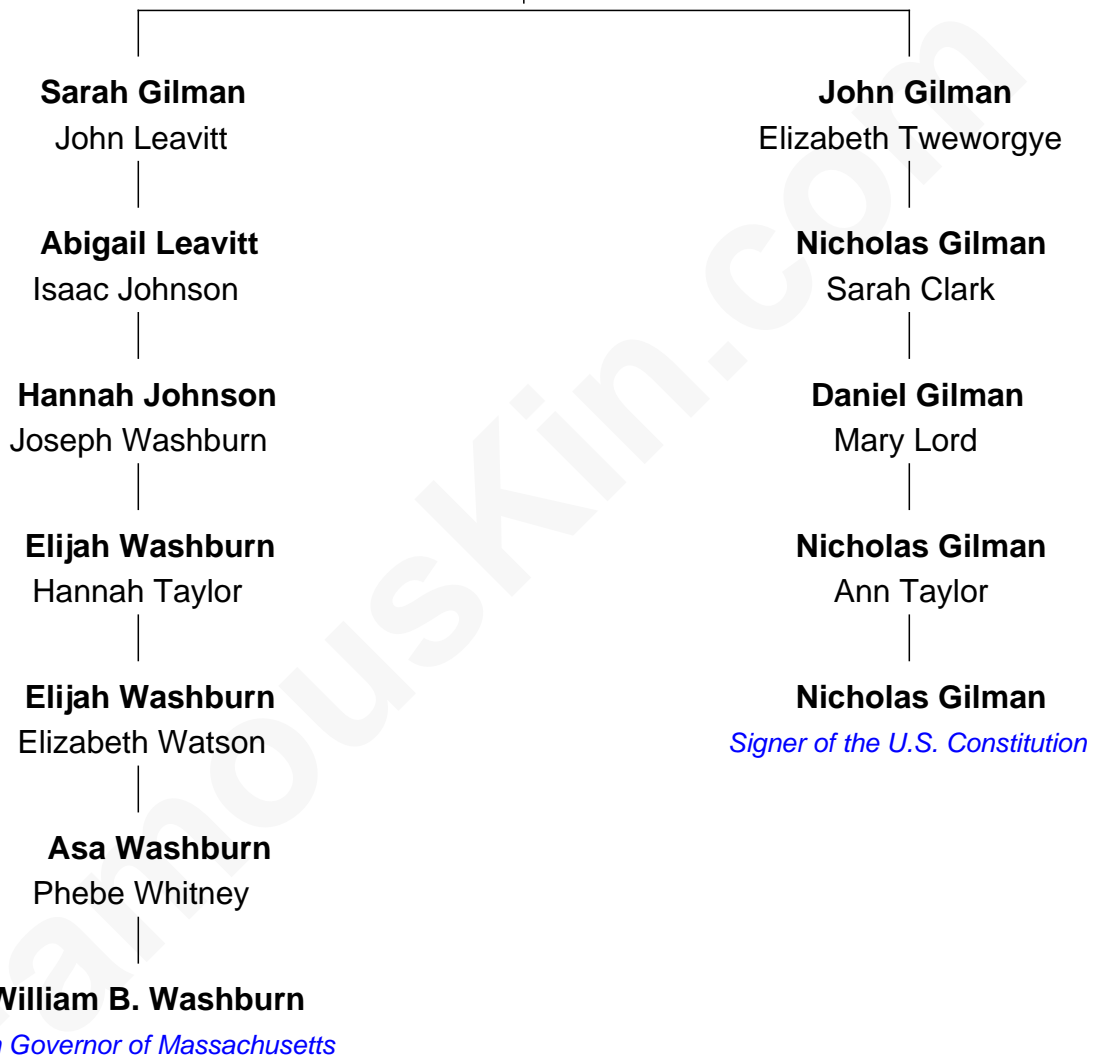 Sarah Gilman
John Leavitt
Abigail Leavitt
Isaac Johnson
Hannah Johnson
Joseph Washburn
Elijah Washburn
Hannah Taylor
Elijah Washburn
Elizabeth Watson
Asa Washburn
Phebe Whitney
William B. Washburn
Governor of Massachusetts
John Gilman
Elizabeth Tweworgye
Nicholas Gilman
Sarah Clark
Daniel Gilman
Mary Lord
Nicholas Gilman
Ann Taylor
Nicholas Gilman
Signer of the U.S. Constitution
amouskin.com